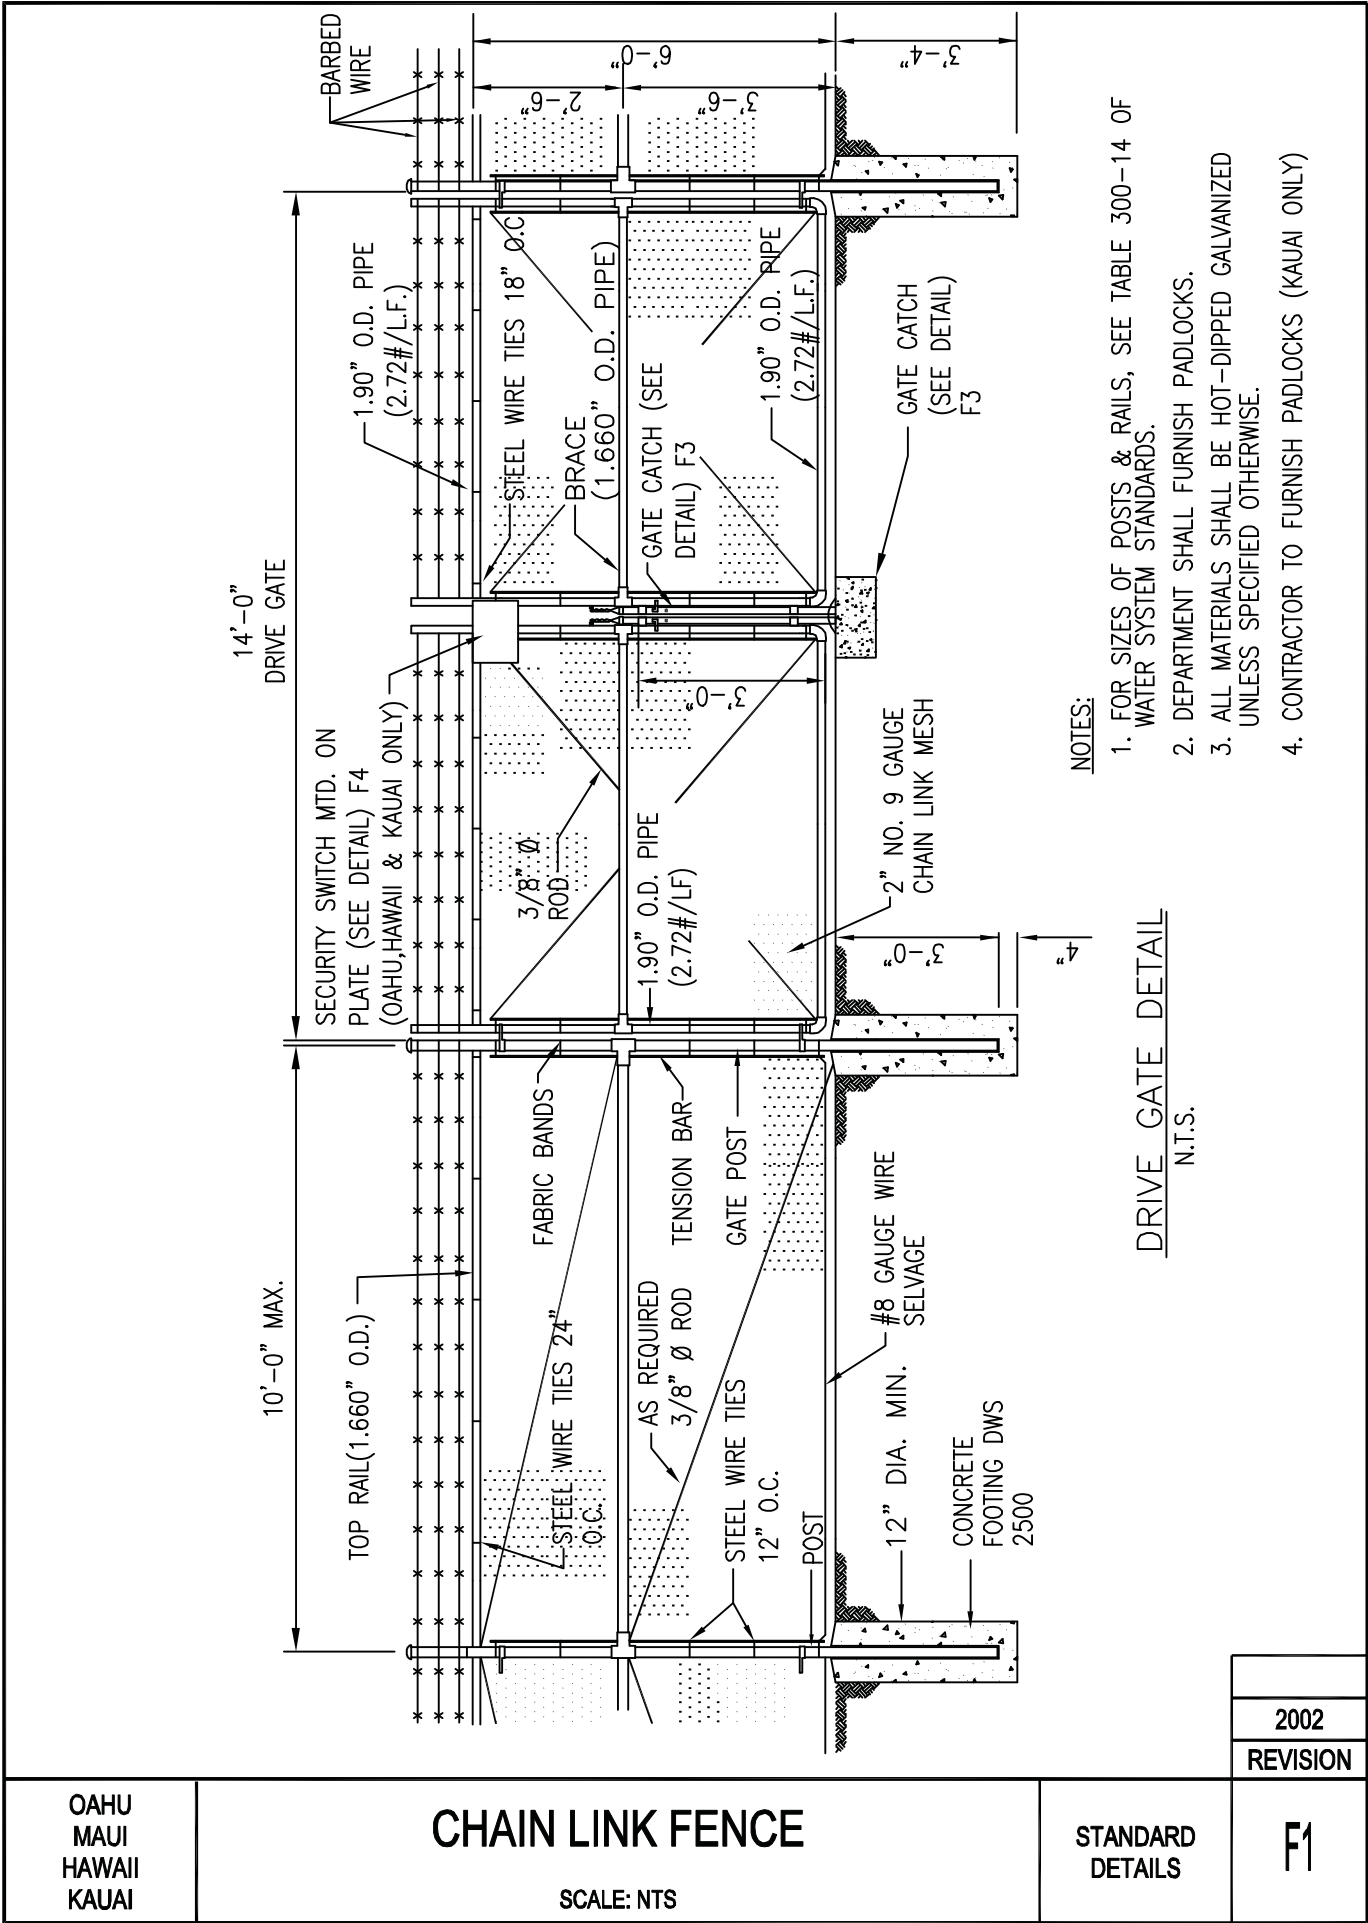 14'-0"
DRIVE GATE
10'-0" MAX.
SECURITY SWITCH MTD. ON
PLATE (SEE DETAIL) F4
(OAHU,HAWAII & KAUAI ONLY)
TOP RAIL(1.660" O.D.)
1.90" O.D. PIPE
(2.72#/L.F.)
BARBED
WIRE
STEEL WIRE TIES 18" O.C
BRACE
(1.660" O.D. PIPE)
GATE CATCH (SEE
DETAIL) F3
1.90" O.D. PIPE
(2.72#/L.F.)
GATE CATCH
(SEE DETAIL)
F3
3/8" Ø
ROD
1.90" O.D. PIPE
(2.72#/LF)
2" NO. 9 GAUGE
CHAIN LINK MESH
FABRIC BANDS
TENSION BAR
GATE POST
STEEL WIRE TIES 24"
O.C.
AS REQUIRED
3/8" Ø ROD
STEEL WIRE TIES
12" O.C.
POST
#8 GAUGE WIRE
SELVAGE
12" DIA. MIN.
CONCRETE
FOOTING DWS
2500
6'-0"
2'-6"
3'-6"
3'-4"
3'-0"
3'-0"
4"
DRIVE GATE DETAIL
N.T.S.
NOTES:
1. FOR SIZES OF POSTS & RAILS, SEE TABLE 300-14 OF
WATER SYSTEM STANDARDS.
2. DEPARTMENT SHALL FURNISH PADLOCKS.
3. ALL MATERIALS SHALL BE HOT-DIPPED GALVANIZED
UNLESS SPECIFIED OTHERWISE.
4. CONTRACTOR TO FURNISH PADLOCKS (KAUAI ONLY)
2002
REVISION
OAHU
MAUI
HAWAII
KAUAI
CHAIN LINK FENCE
SCALE: NTS
STANDARD
DETAILS
F1